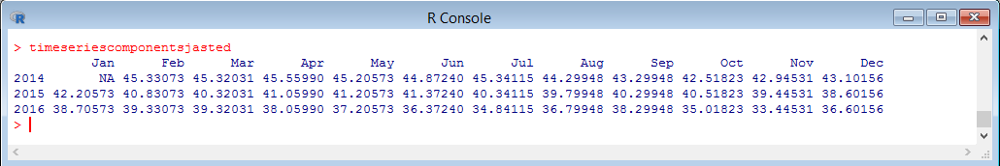 R Console
> timeseriescomponentsjasted
Jan Feb Mar Apr May Jun Jul Aug Sep Oct Nov Dec
2014 NA 45.33073 45.32031 45.55990 45.20573 44.87240 45.34115 44.29948 43.29948 42.51823 42.94531 43.10156
2015 42.20573 40.83073 40.32031 41.05990 41.20573 41.37240 40.34115 39.79948 40.29948 40.51823 39.44531 38.60156
2016 38.70573 39.33073 39.32031 38.05990 37.20573 36.37240 34.84115 36.79948 38.29948 35.01823 33.44531 36.60156
>